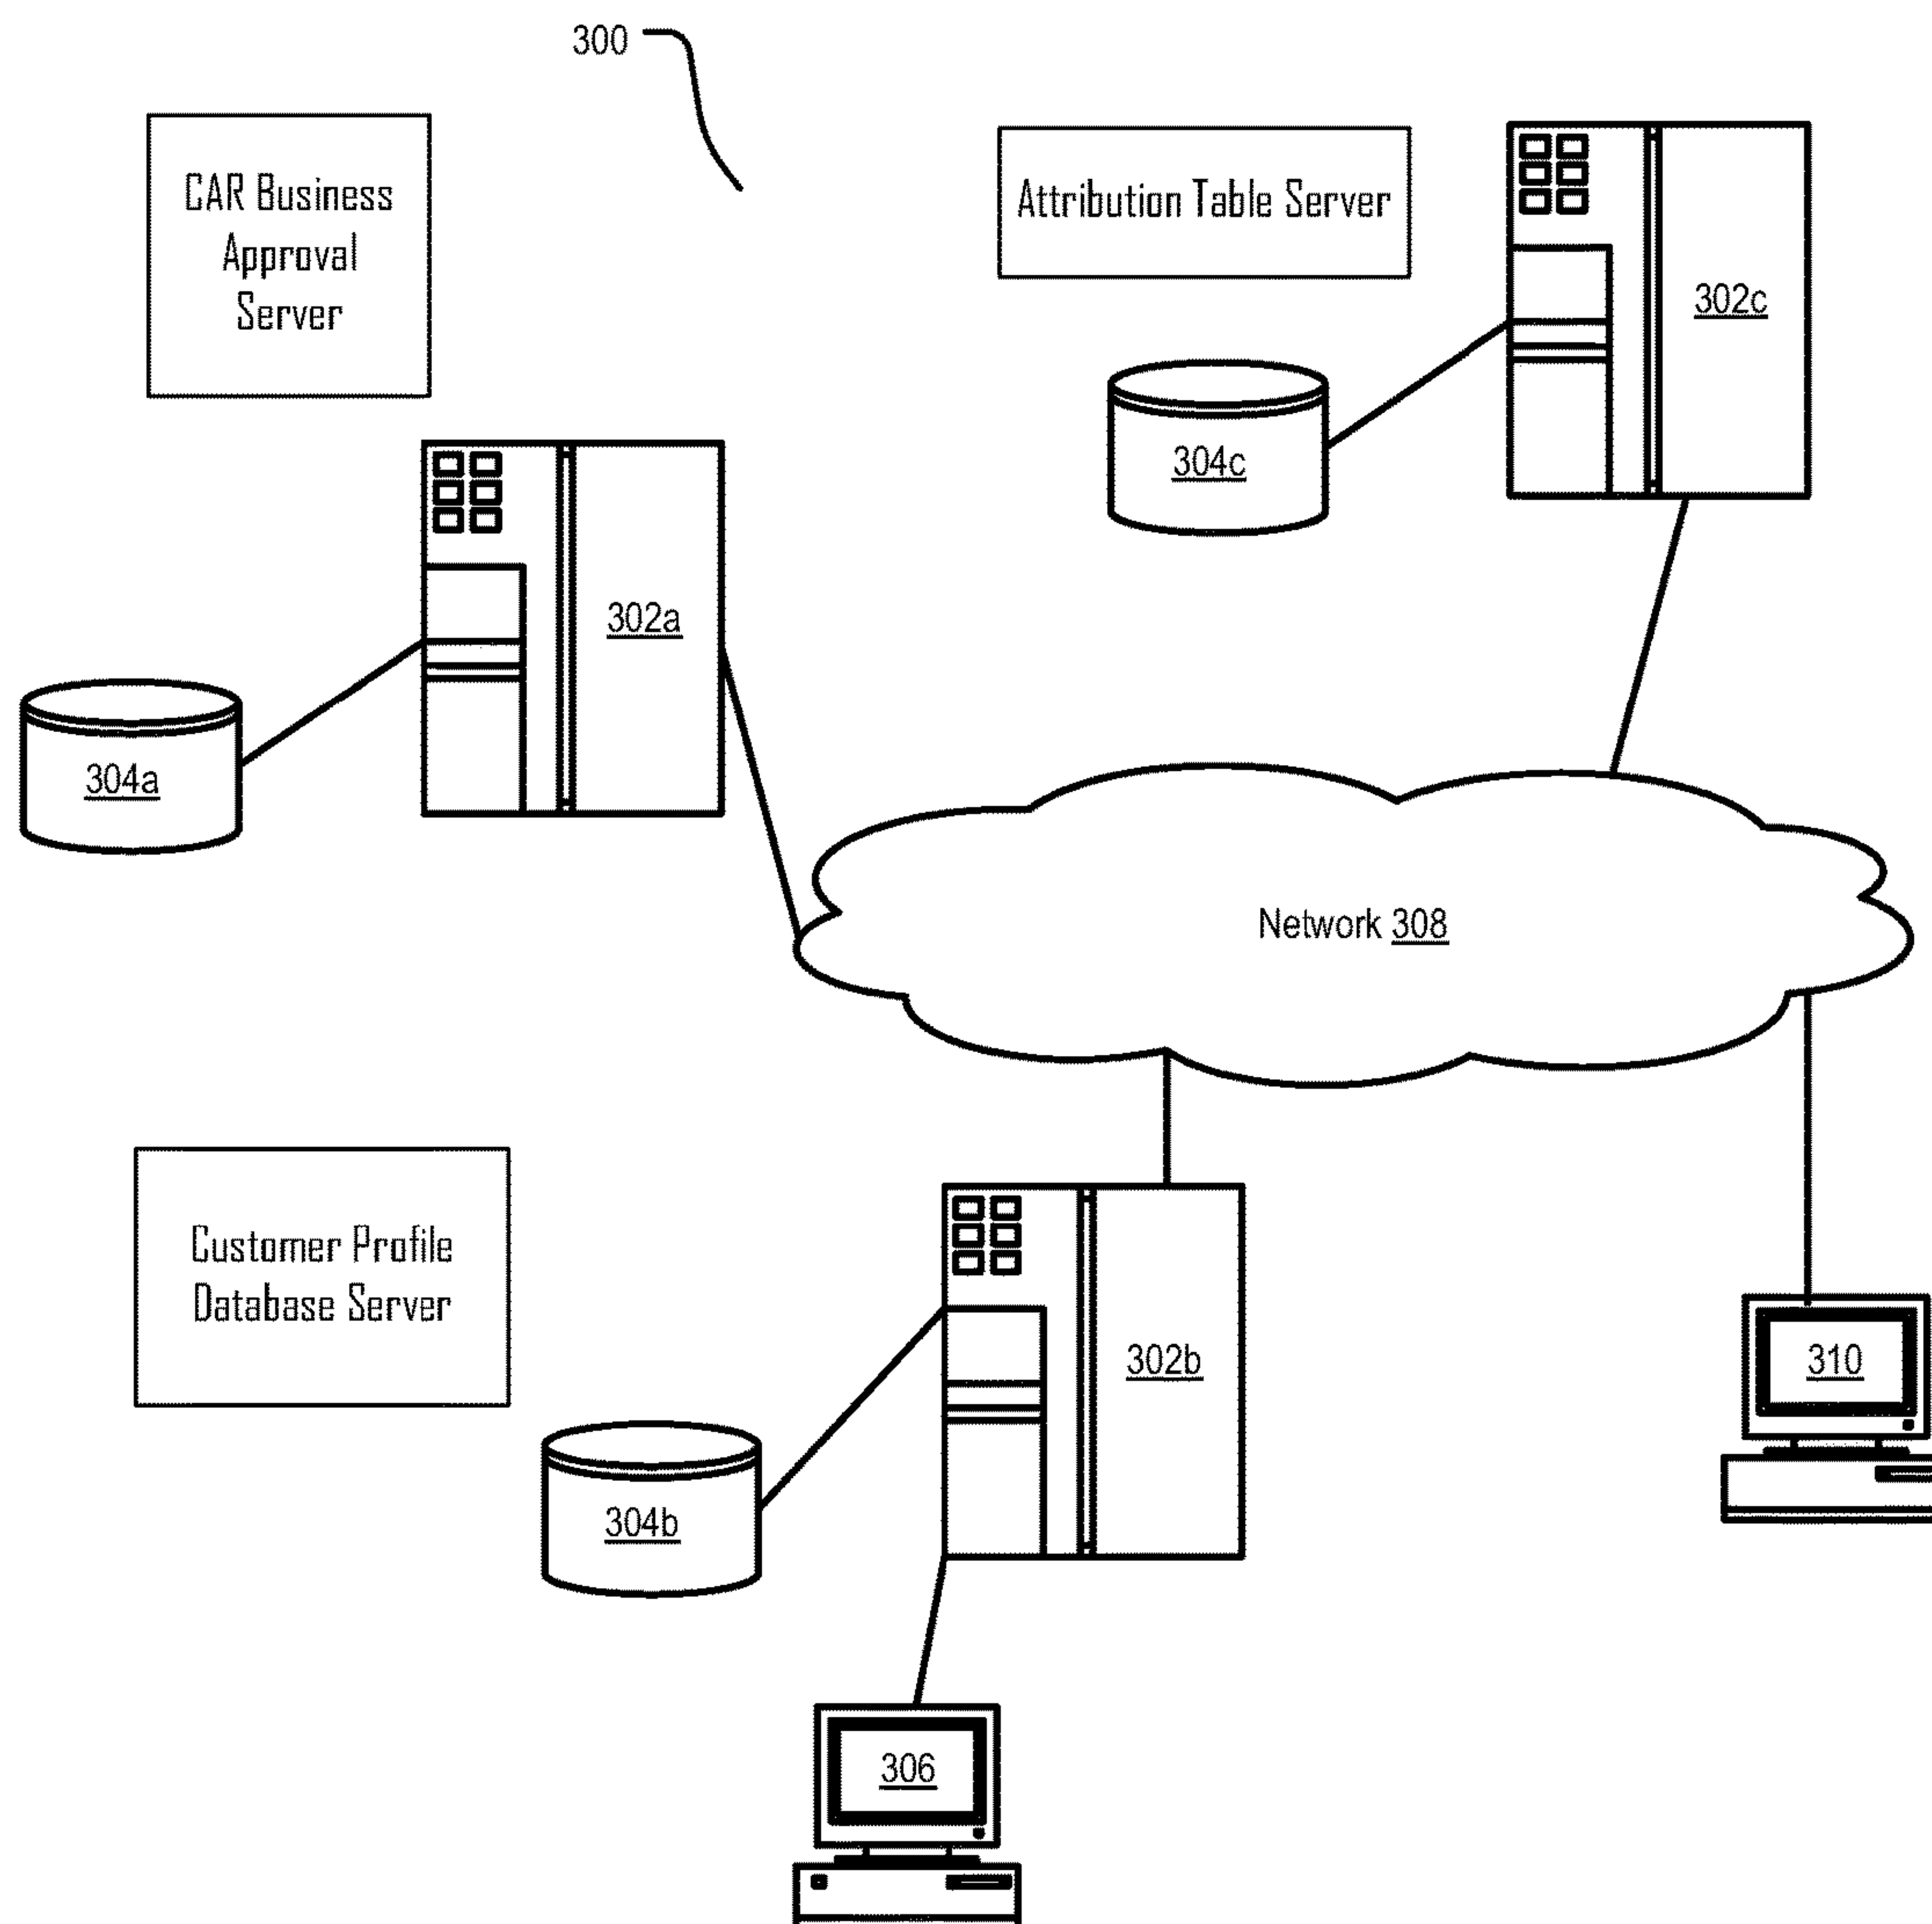 300
CAR Business
Approval
Server
Attribution Table Server
302c
304c
302a
304a
Network 308
Customer Profile
Database Server
302b
310
304b
306